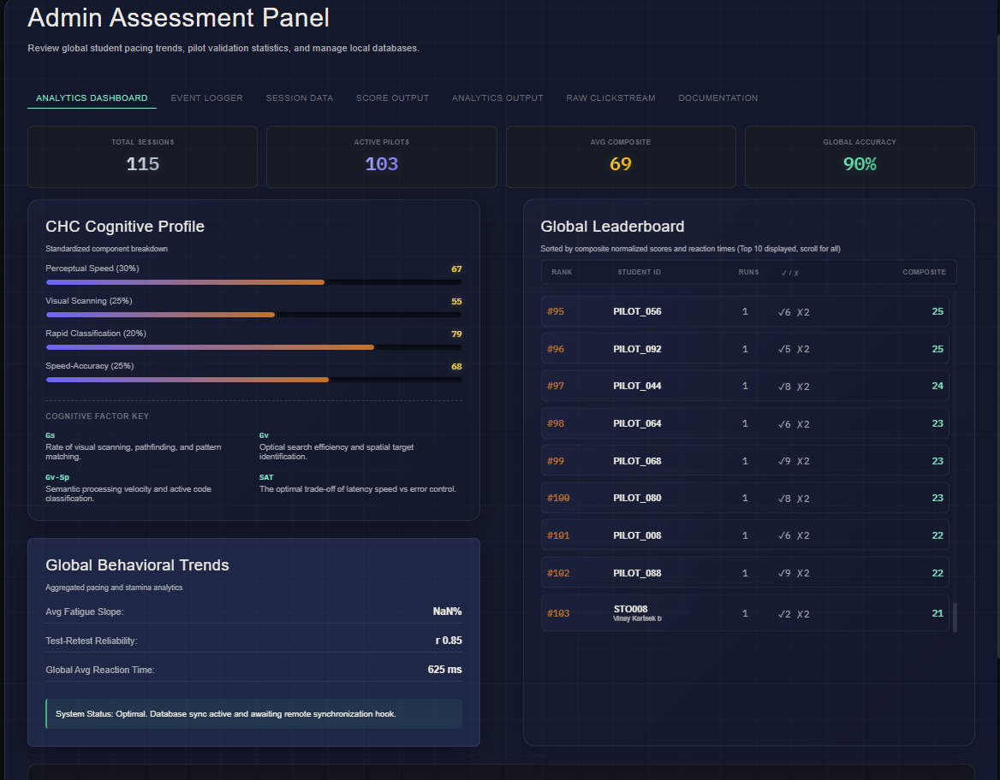 Admin Assessment Panel
Review global student pacing trends, pilot validation statistics, and manage local databases.
ANALYTICS DASHBOARD EVENT LOGGER SESSION DATA SCORE OUTPUT ANALYTICS OUTPUT RAW CLICKSTREAM DOCUMENTATION
TOTAL SESSIONS
115
ACTIVE PILOTS
103
AVG COMPOSITE
69
GLOBAL ACCURACY
90%
CHC Cognitive Profile
Standardized component breakdown
Perceptual Speed (30%) 67
Visual Scanning (25%) 55
Rapid Classification (20%) 79
Speed-Accuracy (25%) 68
COGNITIVE FACTOR KEY
Gs
Rate of visual scanning, pathfinding, and pattern
matching.
Gv
Optical search efficiency and spatial target
identification.
Gv-Sp
Semantic processing velocity and active code
classification.
SAT
The optimal trade-off of latency speed vs error control.
Global Behavioral Trends
Aggregated pacing and stamina analytics
Avg Fatigue Slope: NaN%
Test-Retest Reliability: r 0.85
Global Avg Reaction Time: 625 ms
System Status: Optimal. Database sync active and awaiting remote synchronization hook.
Global Leaderboard
Sorted by composite normalized scores and reaction times (Top 10 displayed, scroll for all)
RANK STUDENT ID RUNS ✓ / ✗ COMPOSITE
#95 PILOT_056 1 ✓6 ✗2 25
#96 PILOT_092 1 ✓5 ✗2 25
#97 PILOT_044 1 ✓8 ✗2 24
#98 PILOT_064 1 ✓6 ✗2 23
#99 PILOT_068 1 ✓9 ✗2 23
#100 PILOT_080 1 ✓8 ✗2 23
#101 PILOT_008 1 ✓6 ✗2 22
#102 PILOT_088 1 ✓9 ✗2 22
#103 STO008 1 ✓2 ✗2 21
Vinay Karteek b